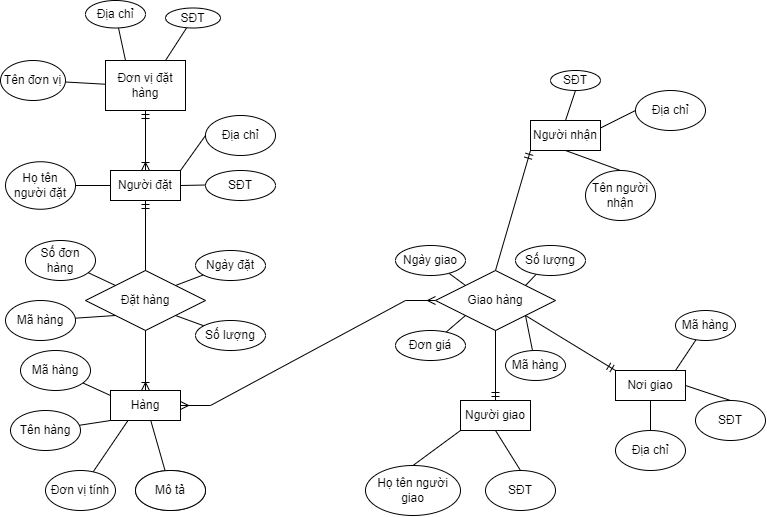 Địa chỉ
SĐT
Tên đơn vị
Đơn vị đặt
hàng
Địa chỉ
Họ tên
người đặt
Người đặt
SĐT
Số đơn
hàng
Ngày đặt
Đặt hàng
Mã hàng
Số lượng
Mã hàng
Hàng
Tên hàng
Đơn vị tính
Mô tả
SĐT
Địa chỉ
Người nhận
Tên người
nhận
Ngày giao
Số lượng
Giao hàng
Đơn giá
Mã hàng
Mã hàng
Nơi giao
SĐT
Địa chỉ
Người giao
Họ tên người
giao
SĐT